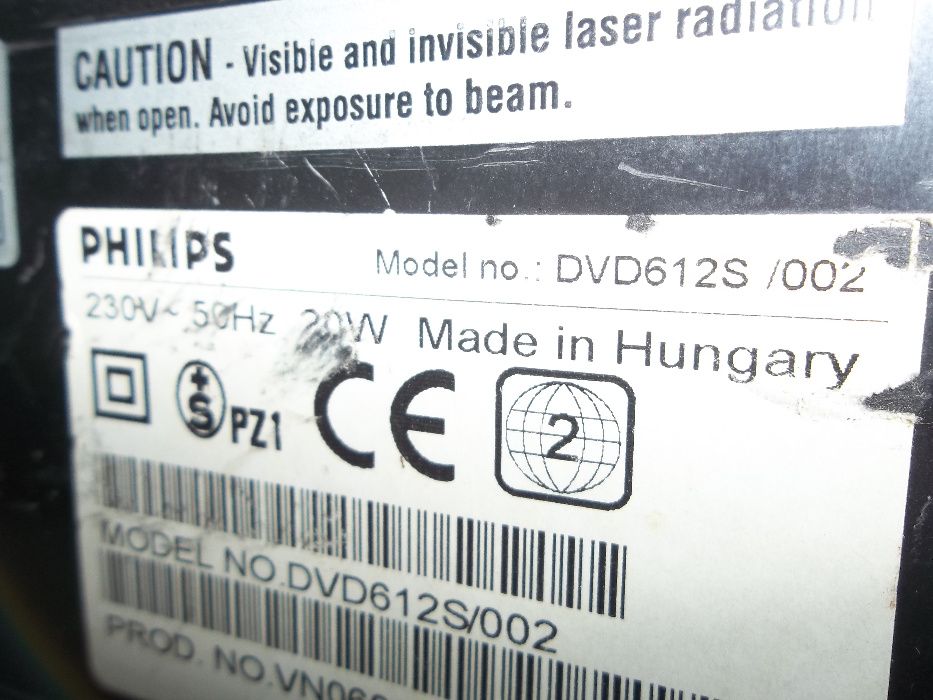 CAUTION - Visible and invisible laser radiation
when open. Avoid exposure to beam.
PHILIPS Model no.: DVD612S /002
230V~ 50Hz 20W Made in Hungary
S PZ1 CE 2
MODEL NO.DVD612S/002
PROD. NO.VN06